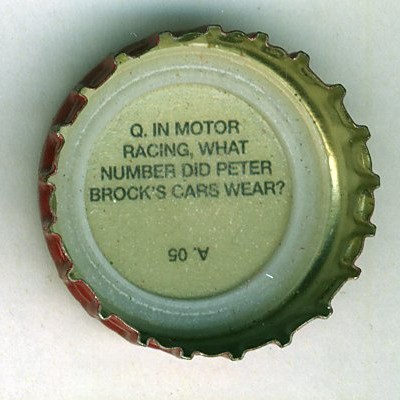 Q. IN MOTOR
RACING, WHAT
NUMBER DID PETER
BROCK'S CARS WEAR?
A. 05